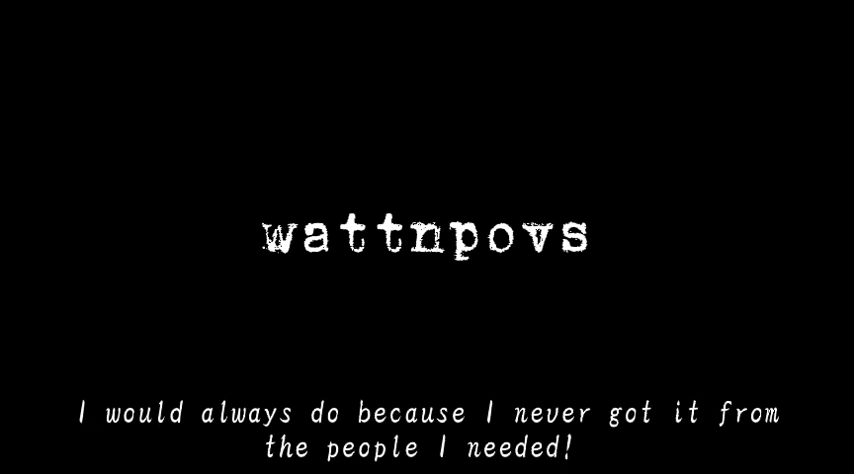 wattnpovs
I would always do because I never got it from
the people I needed!